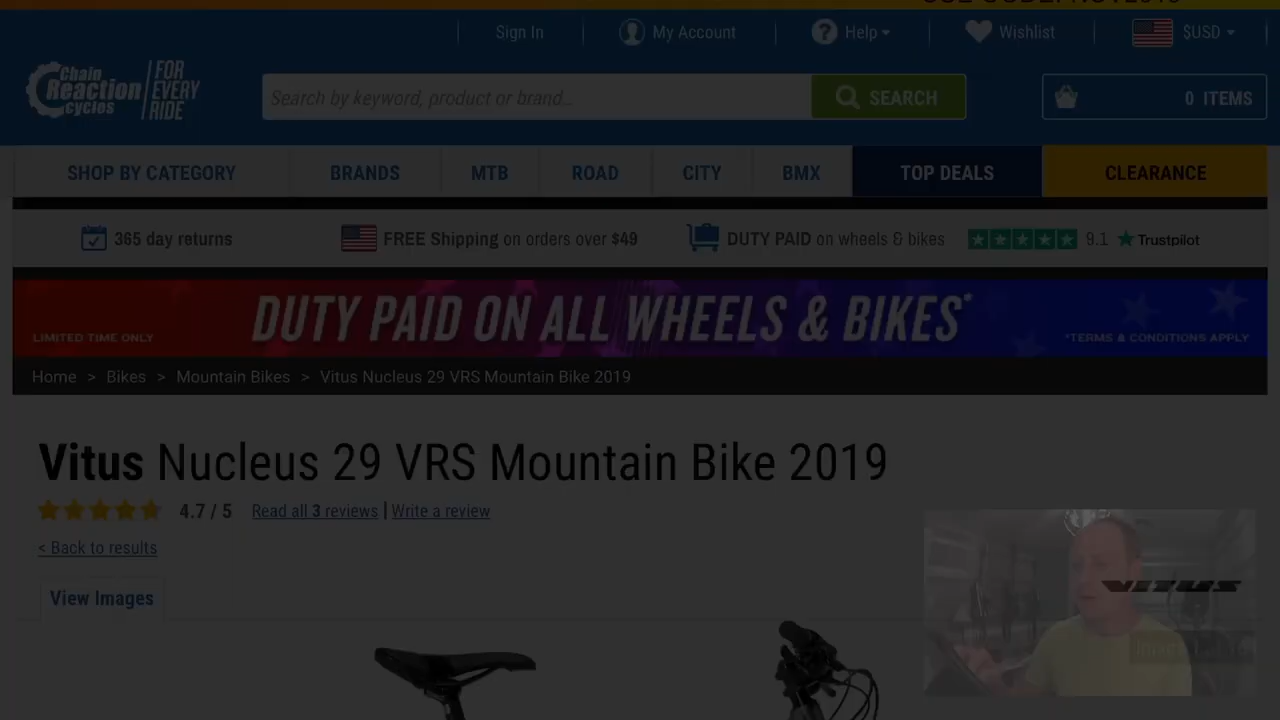 Sign In
My Account
Help
Wishlist
$USD
Chain
Reaction
cycles
FOR
EVERY
RIDE
Search by keyword, product or brand...
SEARCH
0 ITEMS
SHOP BY CATEGORY
BRANDS
MTB
ROAD
CITY
BMX
TOP DEALS
CLEARANCE
365 day returns
FREE Shipping on orders over $49
DUTY PAID on wheels & bikes
9.1
Trustpilot
LIMITED TIME ONLY
DUTY PAID ON ALL WHEELS & BIKES*
*TERMS & CONDITIONS APPLY
Home > Bikes > Mountain Bikes > Vitus Nucleus 29 VRS Mountain Bike 2019
Vitus Nucleus 29 VRS Mountain Bike 2019
4.7 / 5
Read all 3 reviews | Write a review
< Back to results
View Images
VITUS